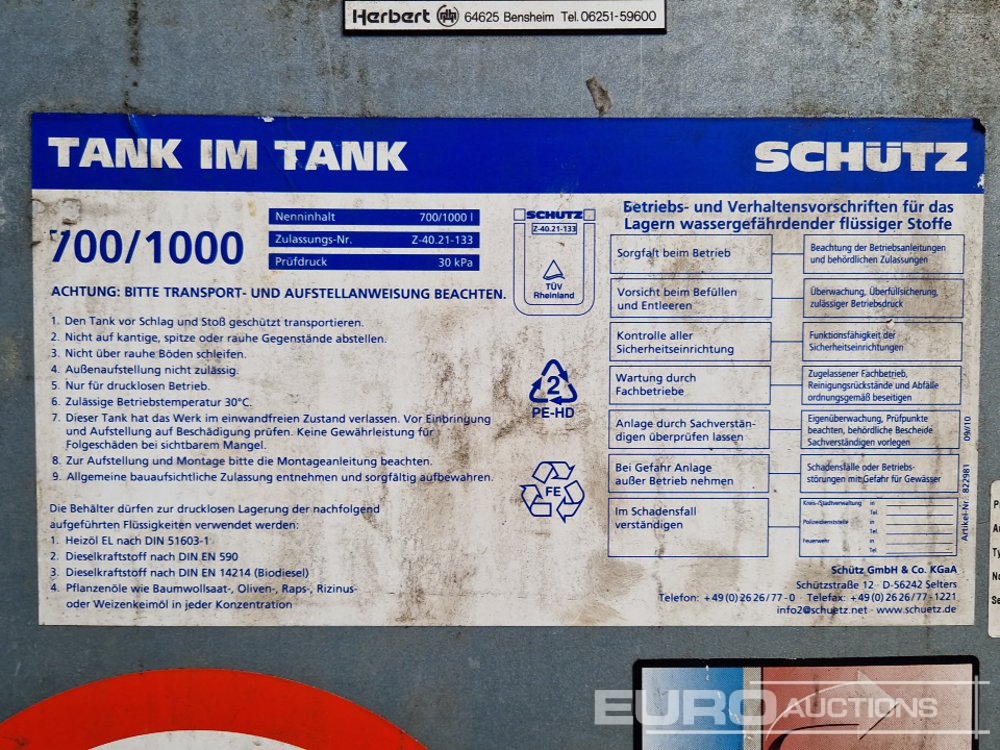 Herbert 64625 Bensheim Tel. 06251-59600
TANK IM TANK
SCHÜTZ
700/1000
Nenninhalt 700/1000 l
Zulassungs-Nr. Z-40.21-133
Prüfdruck 30 kPa
SCHÜTZ
Z-40.21-133
TÜV
Rheinland
ACHTUNG: BITTE TRANSPORT- UND AUFSTELLANWEISUNG BEACHTEN.
1. Den Tank vor Schlag und Stoß geschützt transportieren.
2. Nicht auf kantige, spitze oder rauhe Gegenstände abstellen.
3. Nicht über rauhe Böden schleifen.
4. Außenaufstellung nicht zulässig.
5. Nur für drucklosen Betrieb.
6. Zulässige Betriebstemperatur 30°C.
7. Dieser Tank hat das Werk im einwandfreien Zustand verlassen. Vor Einbringung
und Aufstellung auf Beschädigung prüfen. Keine Gewährleistung für
Folgeschäden bei sichtbarem Mangel.
8. Zur Aufstellung und Montage bitte die Montageanleitung beachten.
9. Allgemeine bauaufsichtliche Zulassung entnehmen und sorgfältig aufbewahren.
Die Behälter dürfen zur drucklosen Lagerung der nachfolgend
aufgeführten Flüssigkeiten verwendet werden:
1. Heizöl EL nach DIN 51603-1
2. Dieselkraftstoff nach DIN EN 590
3. Dieselkraftstoff nach DIN EN 14214 (Biodiesel)
4. Pflanzenöle wie Baumwollsaat-, Oliven-, Raps-, Rizinus-
oder Weizenkeimöl in jeder Konzentration
2
PE-HD
FE
Betriebs- und Verhaltensvorschriften für das
Lagern wassergefährdender flüssiger Stoffe
Sorgfalt beim Betrieb
Beachtung der Betriebsanleitungen
und behördlichen Zulassungen
Vorsicht beim Befüllen
und Entleeren
Überwachung, Überfüllsicherung,
zulässiger Betriebsdruck
Kontrolle aller
Sicherheitseinrichtung
Funktionsfähigkeit der
Sicherheitseinrichtungen
Wartung durch
Fachbetriebe
Zugelassener Fachbetrieb,
Reinigungsrückstände und Abfälle
ordnungsgemäß beseitigen
Anlage durch Sachverstän-
digen überprüfen lassen
Eigenüberwachung, Prüfpunkte
beachten, behördliche Bescheide
Sachverständigen vorlegen
Bei Gefahr Anlage
außer Betrieb nehmen
Schadensfälle oder Betriebs-
störungen mit Gefahr für Gewässer
Im Schadensfall
verständigen
Kreis-/Stadtverwaltung in
Tel.
Polizeidienststelle in
Tel.
Feuerwehr in
Tel.
Artikel-Nr. 822981 09/10
Schütz GmbH & Co. KGaA
Schützstraße 12 · D-56242 Selters
Telefon: +49 (0) 26 26/77-0 Telefax: +49 (0) 26 26/77-1221
info2@schuetz.net · www.schuetz.de
EURO AUCTIONS